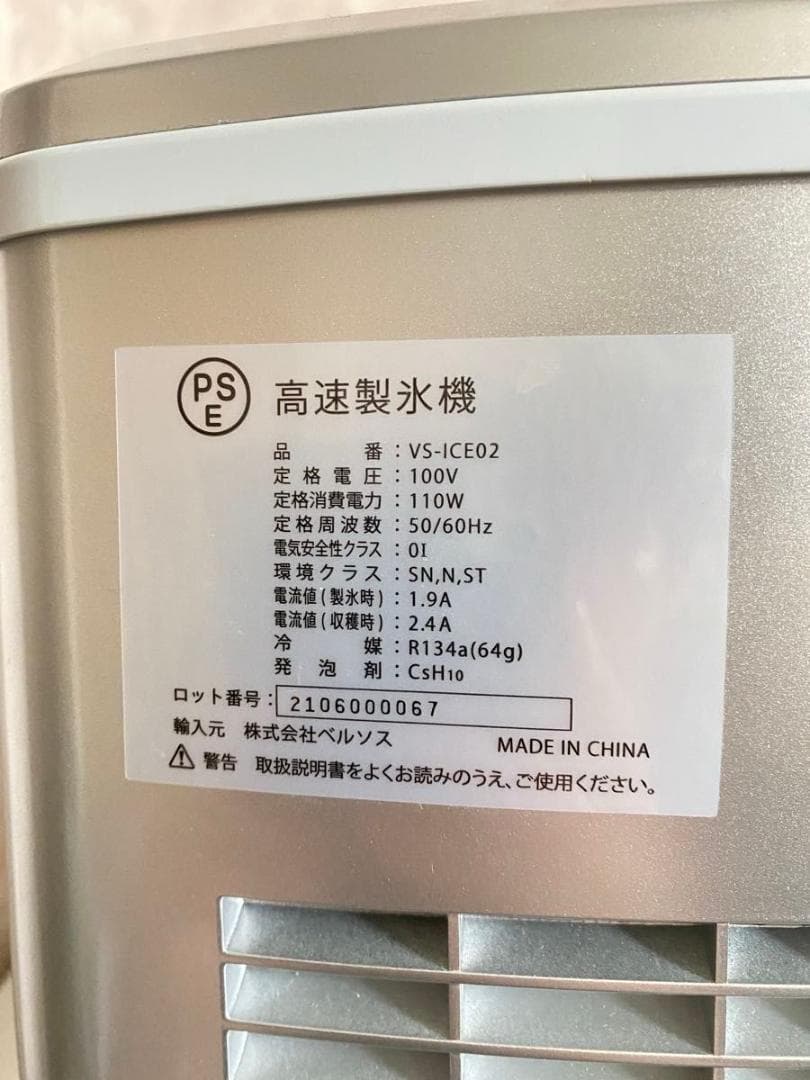 PSE
高速製氷機
品番：VS-ICE02
定格電圧：100V
定格消費電力：110W
定格周波数：50/60Hz
電気安全性クラス：0I
環境クラス：SN,N,ST
電流値(製氷時)：1.9A
電流値(収穫時)：2.4A
冷媒：R134a(64g)
発泡剤：CsH10
ロット番号：2106000067
輸入元 株式会社ベルソス
MADE IN CHINA
警告 取扱説明書をよくお読みのうえ、ご使用ください。